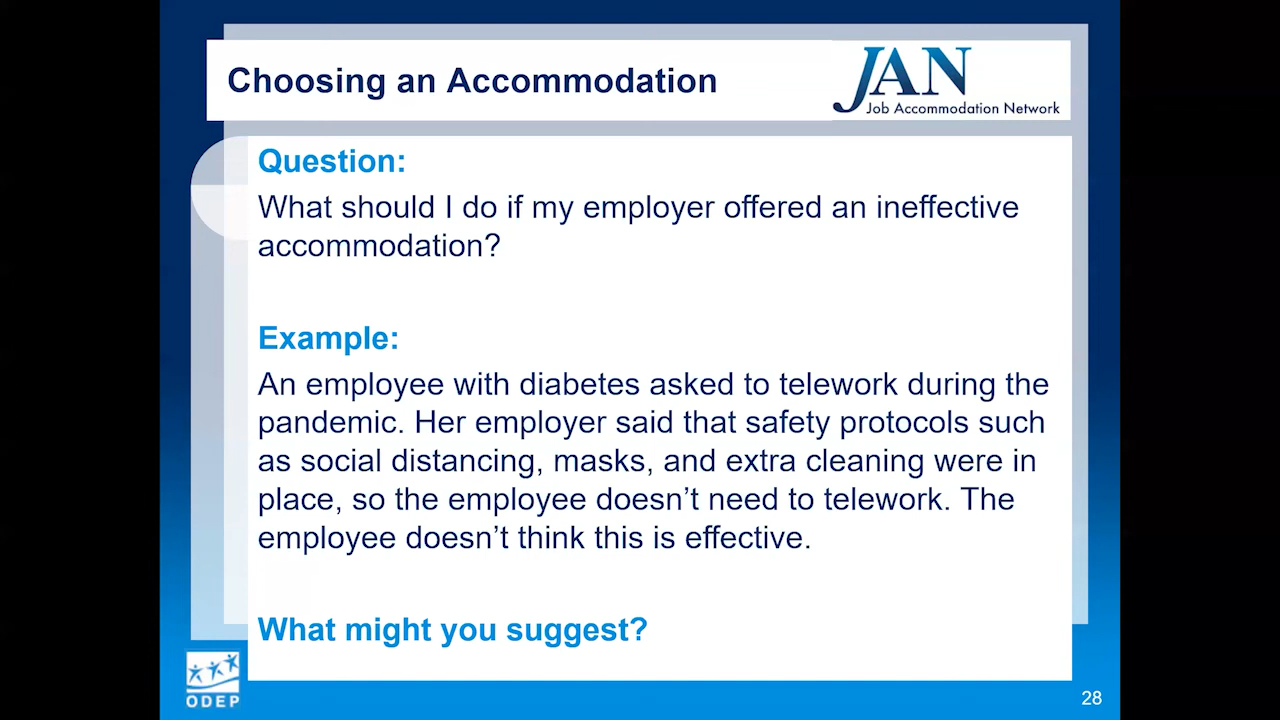 Choosing an Accommodation
JAN
Job Accommodation Network
Question:
What should I do if my employer offered an ineffective
accommodation?
Example:
An employee with diabetes asked to telework during the
pandemic. Her employer said that safety protocols such
as social distancing, masks, and extra cleaning were in
place, so the employee doesn’t need to telework. The
employee doesn’t think this is effective.
What might you suggest?
ODEP
28